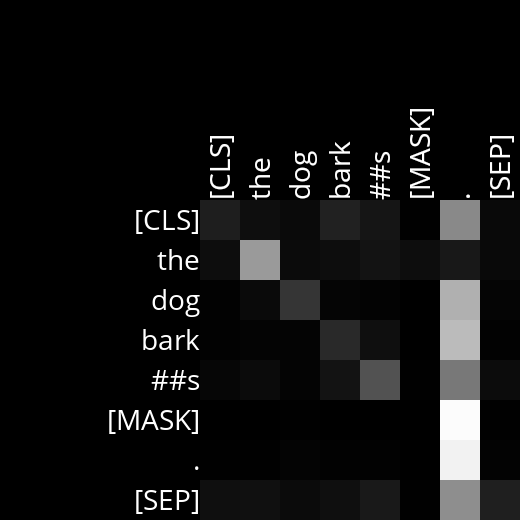 [CLS] the dog bark ##s [MASK] . [SEP]
[CLS]
the
dog
bark
##s
[MASK]
.
[SEP]